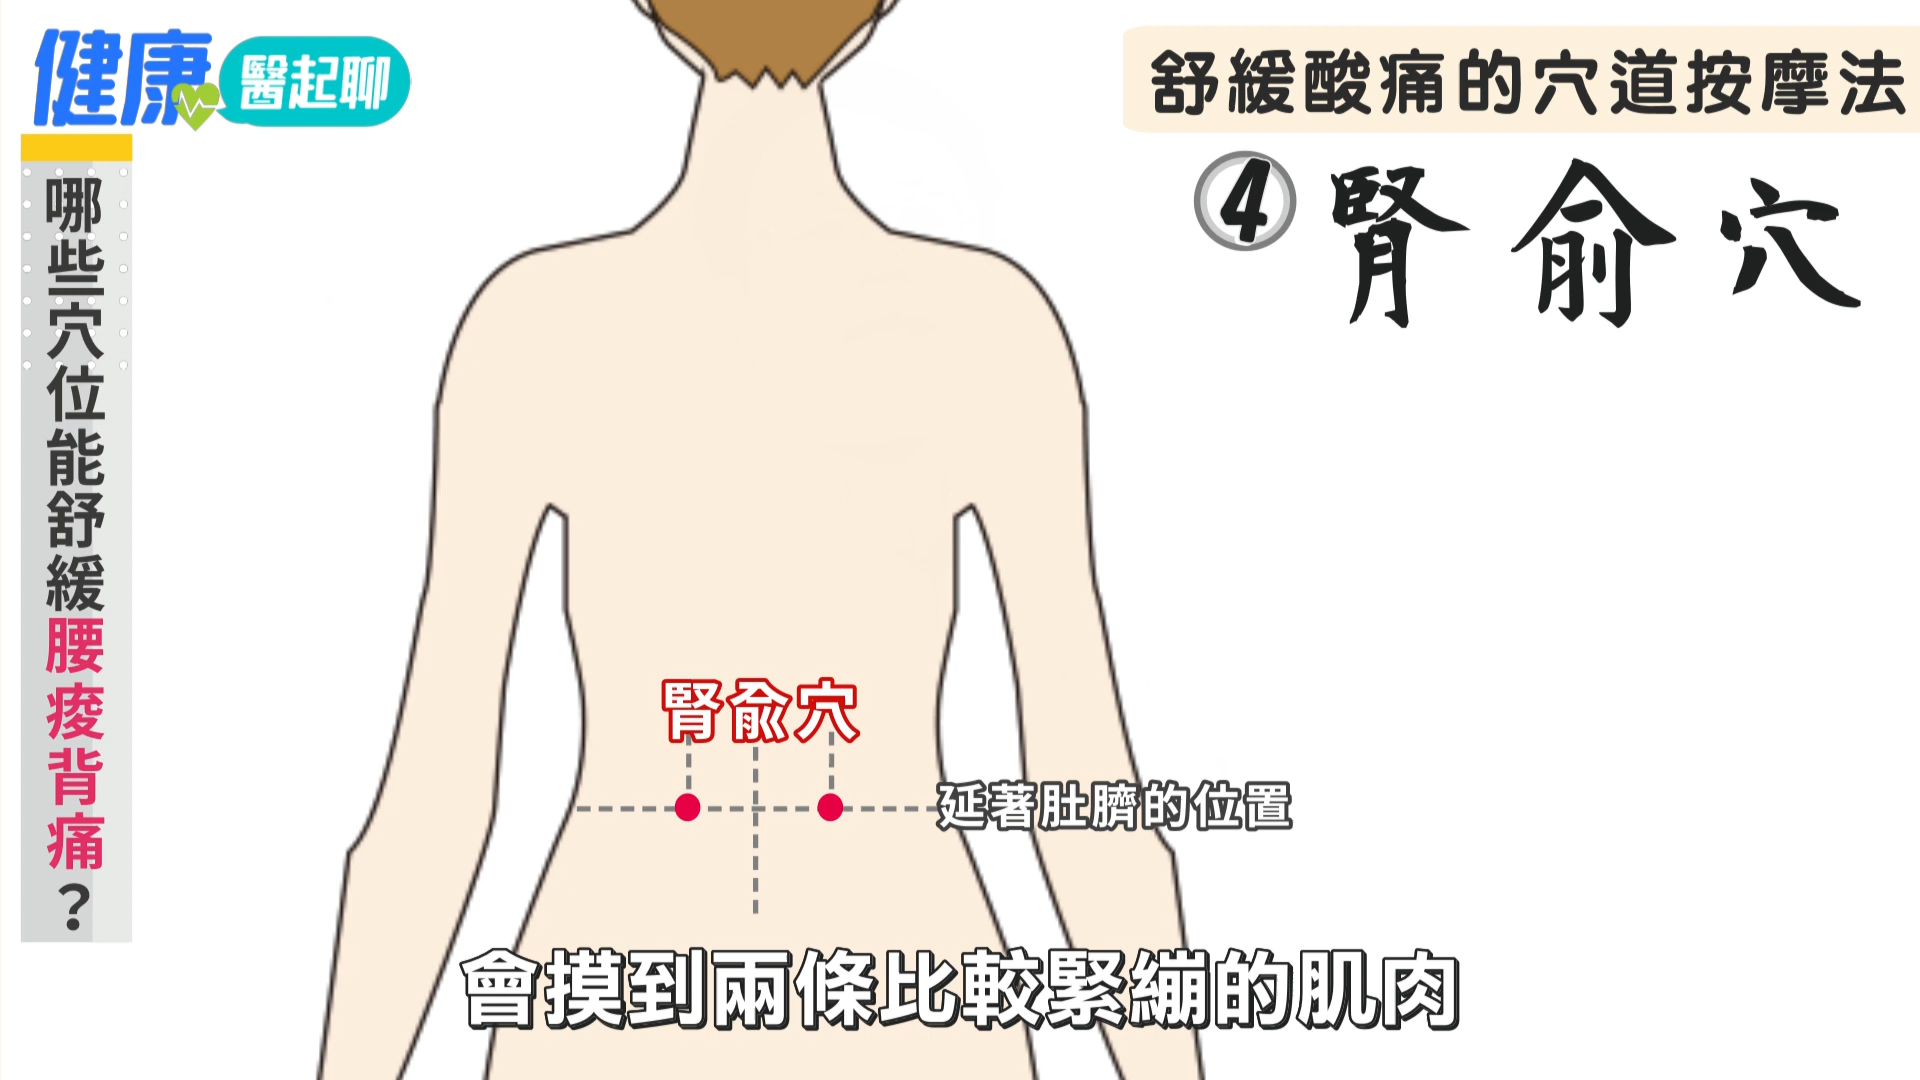 健康
醫起聊
舒緩酸痛的穴道按摩法
④腎俞穴
哪些穴位能舒緩腰痠背痛？
腎兪穴
延著肚臍的位置
會摸到兩條比較緊繃的肌肉